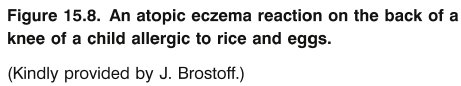 Figure 15.8. An atopic eczema reaction on the back of a
knee of a child allergic to rice and eggs.
(Kindly provided by J. Brostoff.)